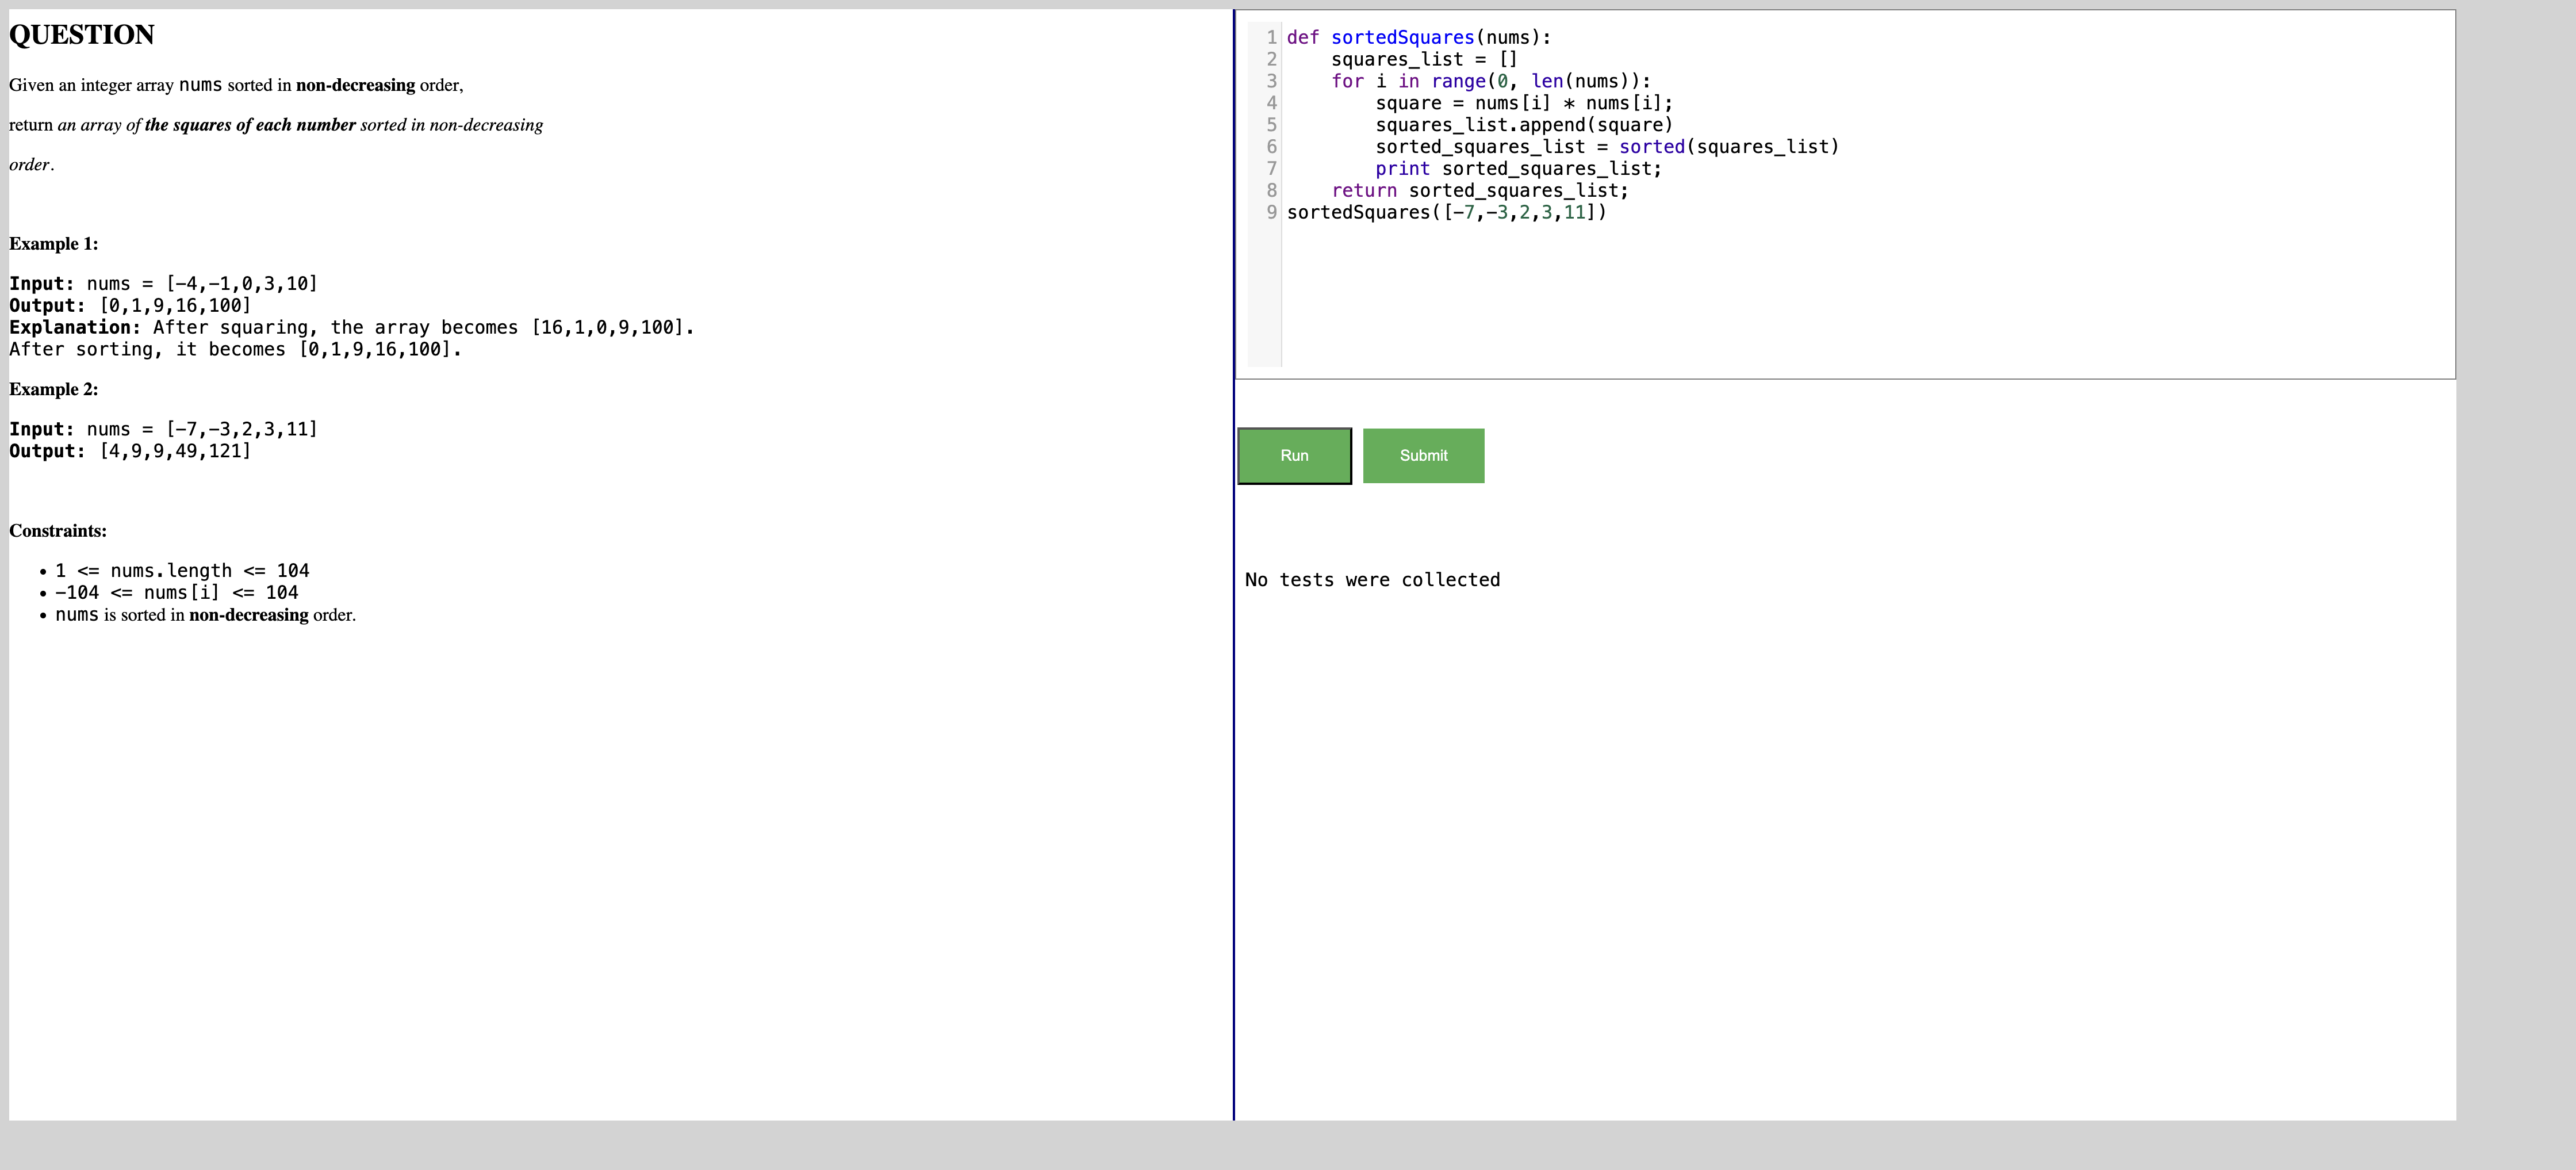 QUESTION
Given an integer array nums sorted in non-decreasing order,
return an array of the squares of each number sorted in non-decreasing
order.
Example 1:
Input: nums = [-4,-1,0,3,10]
Output: [0,1,9,16,100]
Explanation: After squaring, the array becomes [16,1,0,9,100].
After sorting, it becomes [0,1,9,16,100].
Example 2:
Input: nums = [-7,-3,2,3,11]
Output: [4,9,9,49,121]
Constraints:
• 1 <= nums.length <= 104
• -104 <= nums[i] <= 104
• nums is sorted in non-decreasing order.
1 def sortedSquares(nums):
2     squares_list = []
3     for i in range(0, len(nums)):
4         square = nums[i] * nums[i];
5         squares_list.append(square)
6         sorted_squares_list = sorted(squares_list)
7         print sorted_squares_list;
8     return sorted_squares_list;
9 sortedSquares([-7,-3,2,3,11])
Run Submit
No tests were collected